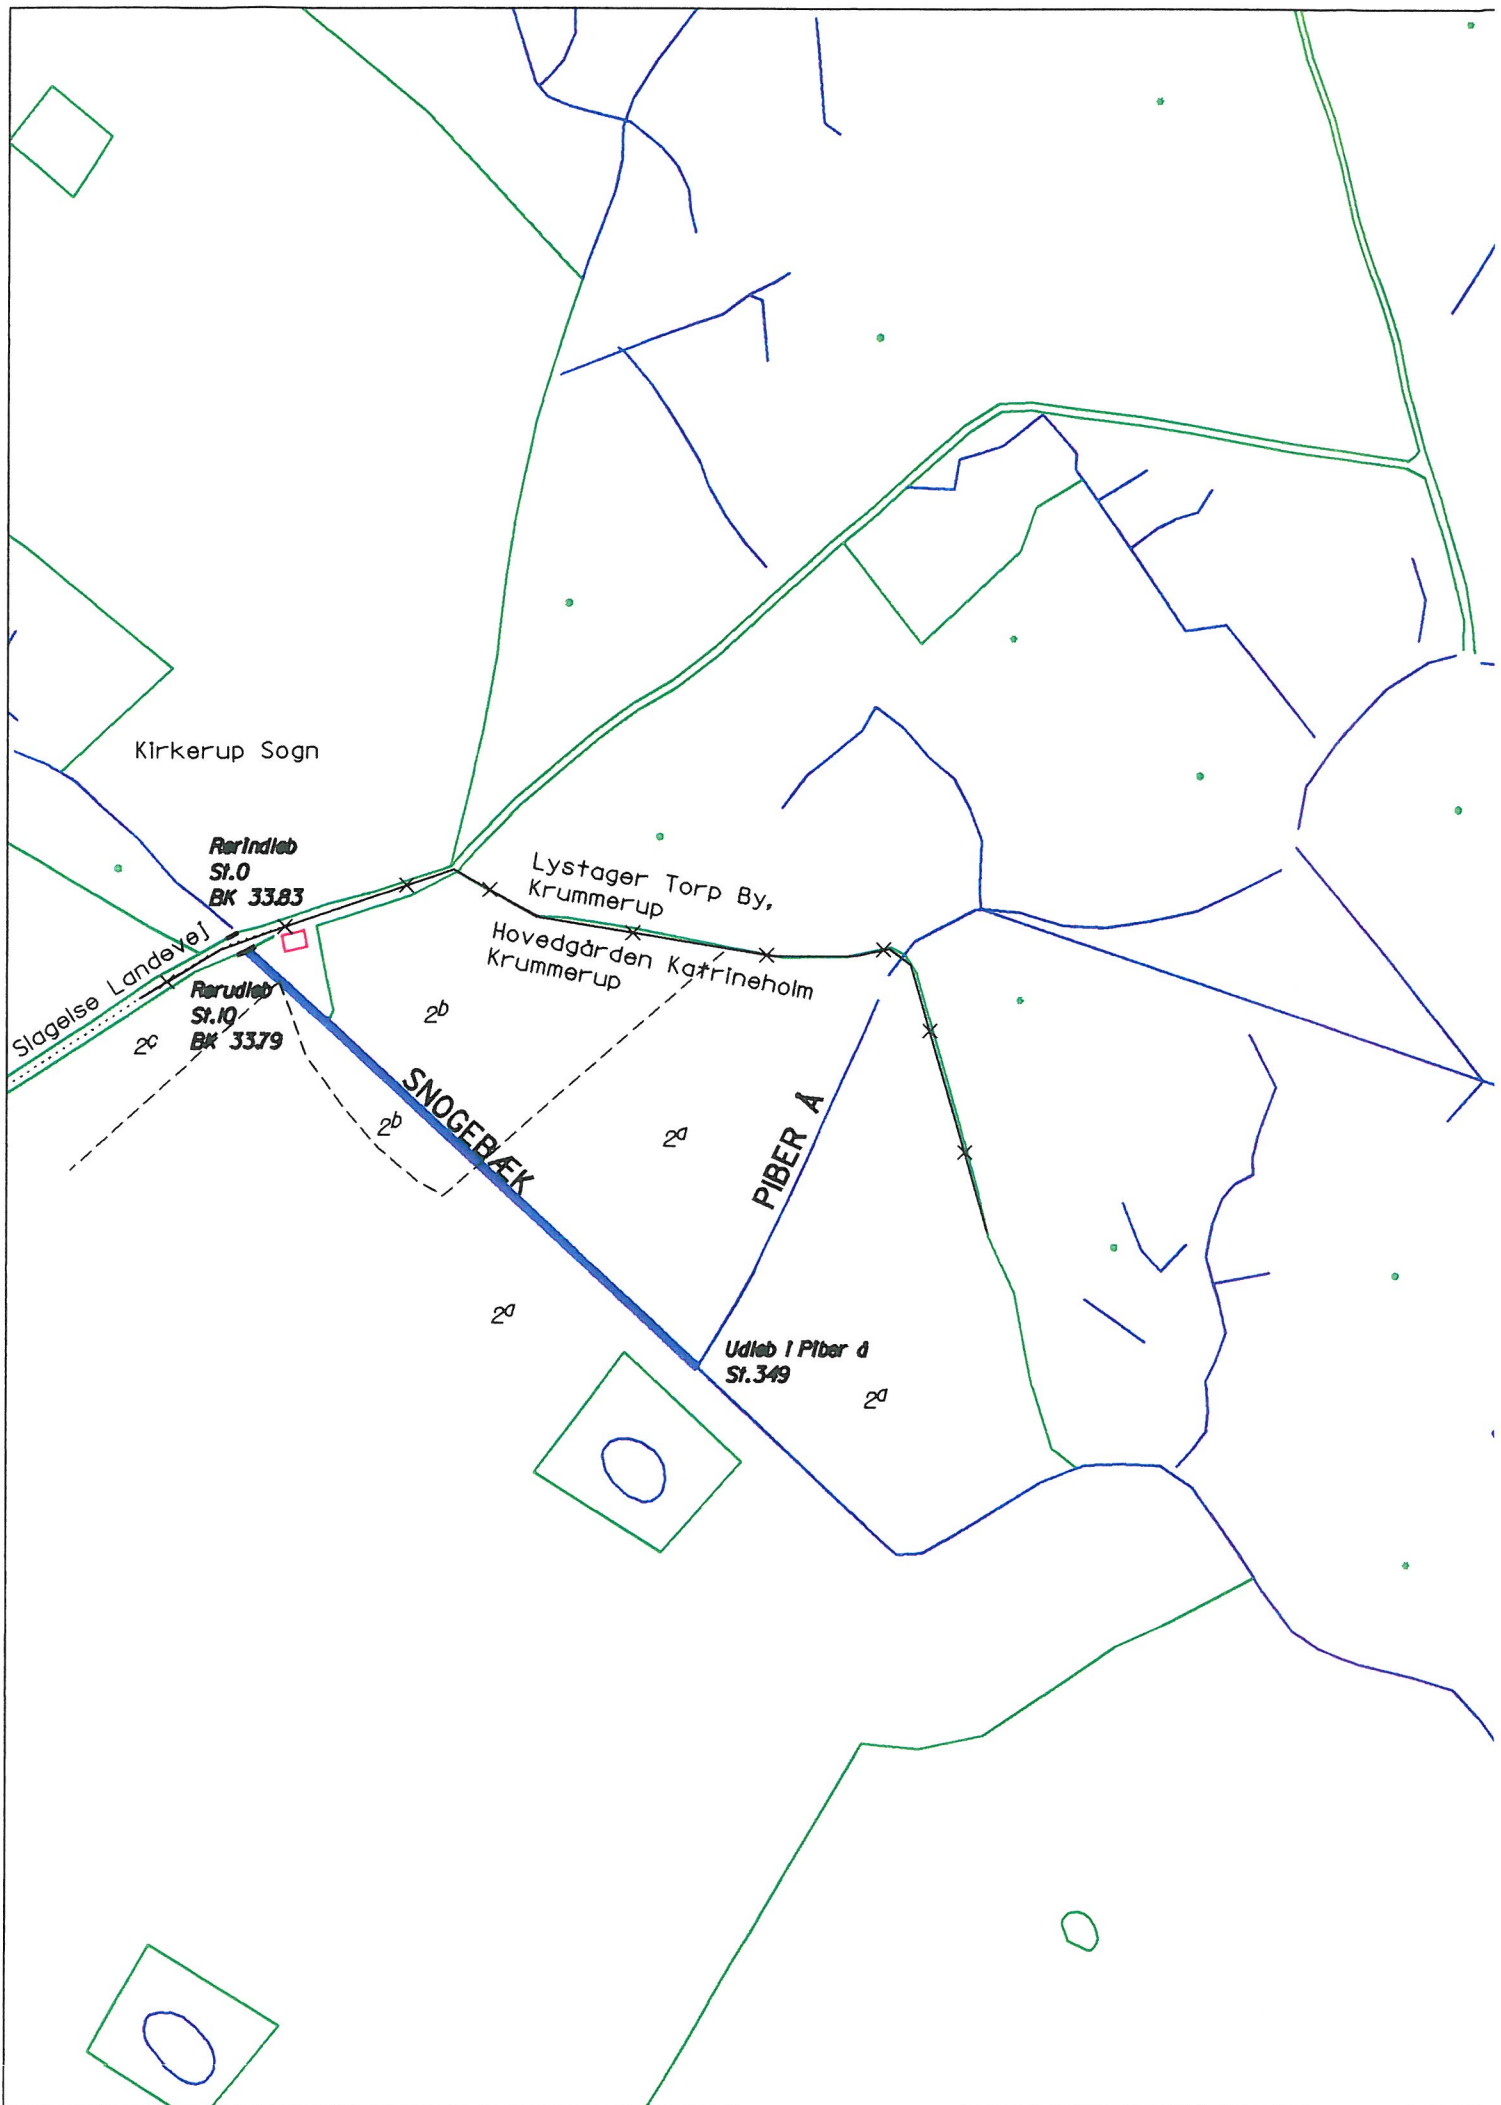 Kirkerup Sogn
Rørindløb
St.0
BK 33.83
Slagelse Landevej
Lystager Torp By,
Krummerup
Hovedgården Katrineholm
Krummerup
Rørudløb
St.10
BK 33.79
2c
2b
2b
SNOGEBÆK
2a
PIBER Å
2a
Udløb i Piber å
St.349
2a